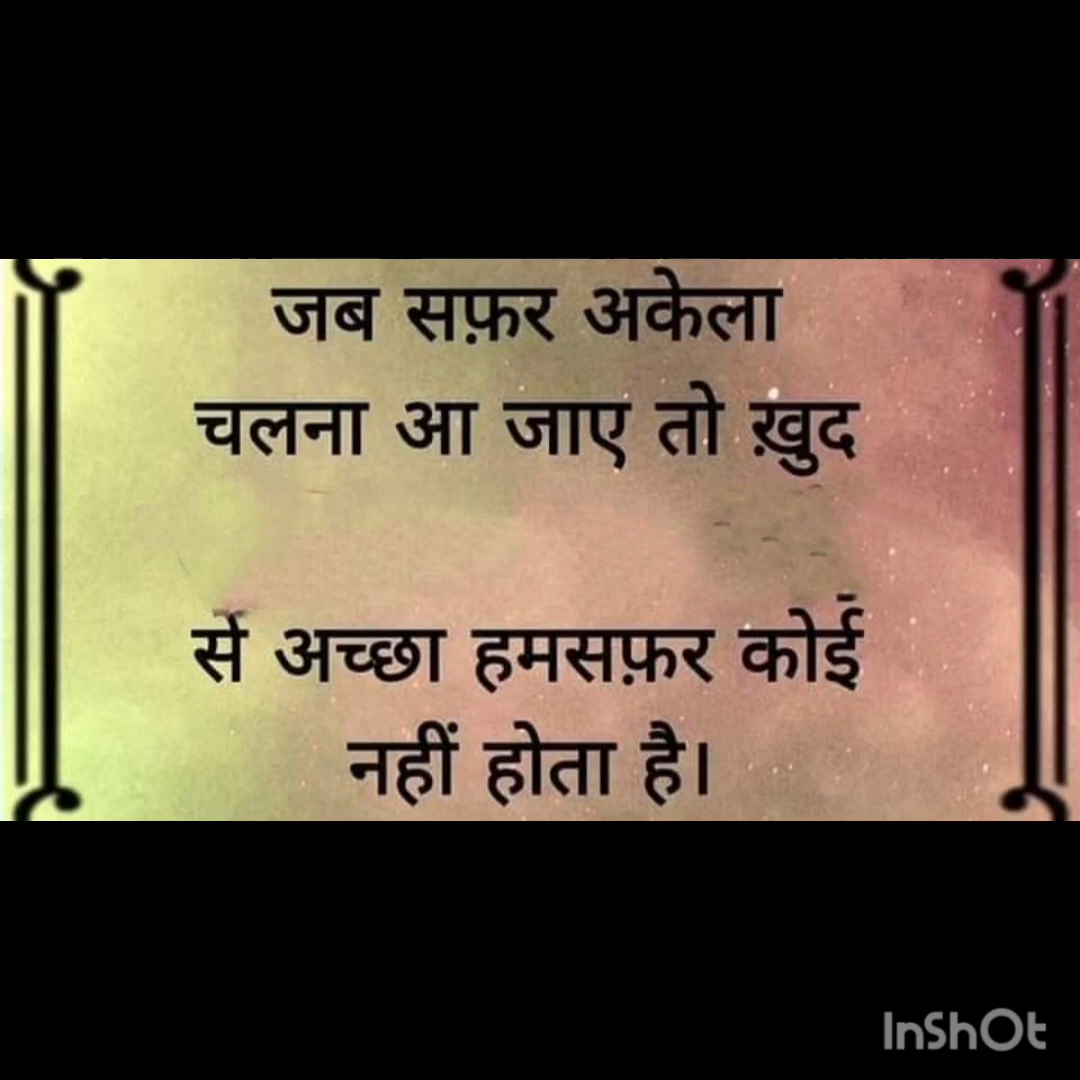 जब सफ़र अकेला
चलना आ जाए तो ख़ुद
से अच्छा हमसफ़र कोई
नहीं होता है।
InShOt